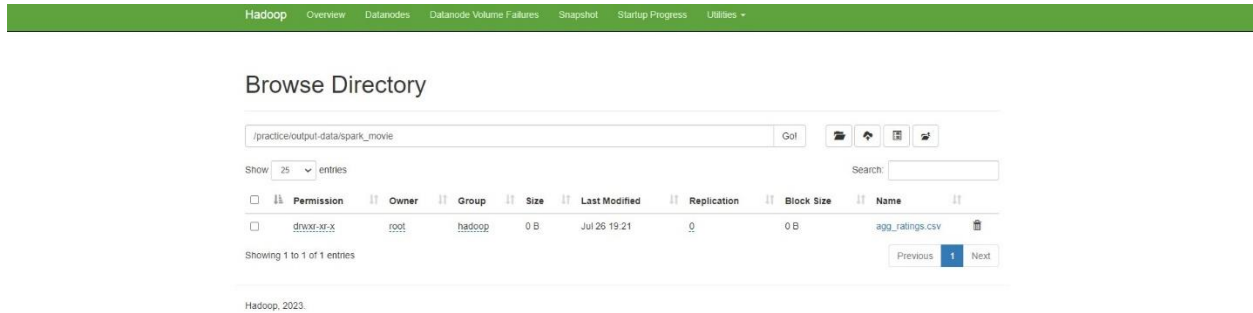 Hadoop Overview Datanodes Datanode Volume Failures Snapshot Startup Progress Utilities
Browse Directory
/practice/output-data/spark_movie Go!
Show 25 entries Search:
Permission Owner Group Size Last Modified Replication Block Size Name
drwxr-xr-x root hadoop 0 B Jul 26 19:21 0 0 B agg_ratings.csv
Showing 1 to 1 of 1 entries Previous 1 Next
Hadoop, 2023.